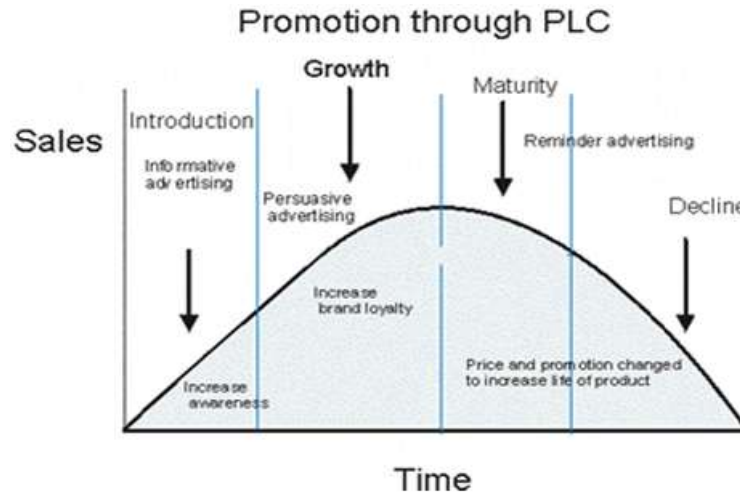 Promotion through PLC
Growth
Maturity
Introduction
Sales
Informative
advertising
Reminder advertising
Persuasive
advertising
Decline
Increase
brand loyalty
Price and promotion changed
to increase life of product
Increase
awareness
Time